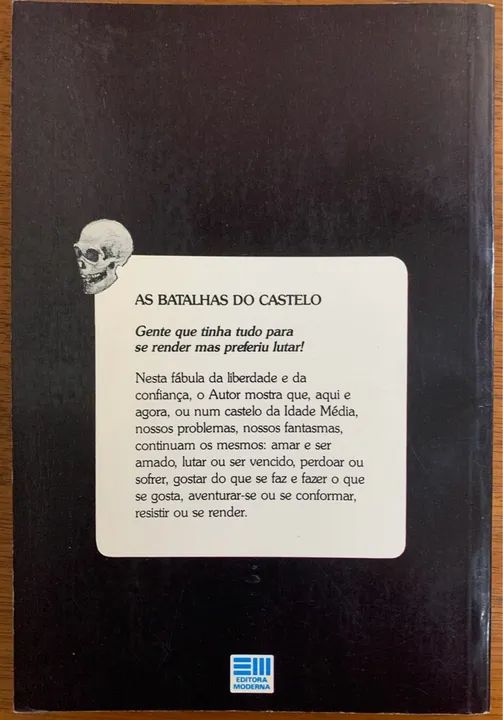 AS BATALHAS DO CASTELO
Gente que tinha tudo para
se render mas preferiu lutar!
Nesta fábula da liberdade e da
confiança, o Autor mostra que, aqui e
agora, ou num castelo da Idade Média,
nossos problemas, nossos fantasmas,
continuam os mesmos: amar e ser
amado, lutar ou ser vencido, perdoar ou
sofrer, gostar do que se faz e fazer o que
se gosta, aventurar-se ou se conformar,
resistir ou se render.
EDITORA
MODERNA